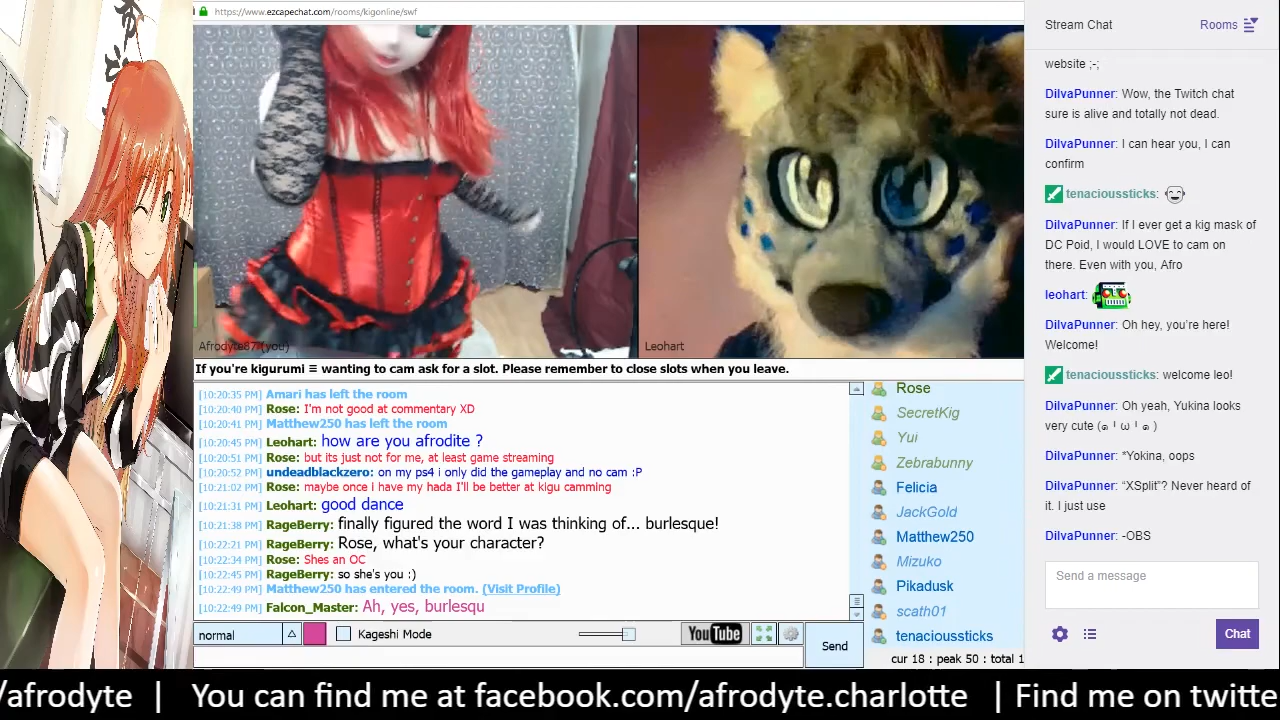 https://www.ezcapechat.com/rooms/kigonline/swf
Afrodyte87 (you)
Leohart
If you're kigurumi ≡ wanting to cam ask for a slot. Please remember to close slots when you leave.
[10:20:35 PM] Amari has left the room
[10:20:40 PM] Rose: I'm not good at commentary XD
[10:20:41 PM] Matthew250 has left the room
[10:20:45 PM] Leohart: how are you afrodite ?
[10:20:51 PM] Rose: but its just not for me, at least game streaming
[10:20:52 PM] undeadblackzero: on my ps4 i only did the gameplay and no cam :P
[10:21:02 PM] Rose: maybe once i have my hada I'll be better at kigu camming
[10:21:31 PM] Leohart: good dance
[10:21:38 PM] RageBerry: finally figured the word I was thinking of... burlesque!
[10:22:21 PM] RageBerry: Rose, what's your character?
[10:22:34 PM] Rose: Shes an OC
[10:22:45 PM] RageBerry: so she's you :)
[10:22:49 PM] Matthew250 has entered the room. (Visit Profile)
[10:22:49 PM] Falcon_Master: Ah, yes, burlesqu
Rose
SecretKig
Yui
Zebrabunny
Felicia
JackGold
Matthew250
Mizuko
Pikadusk
scath01
tenacioussticks
normal
Kageshi Mode
YouTube
Send
cur 18 : peak 50 : total 1
Stream Chat
Rooms
website ;-;
DilvaPunner: Wow, the Twitch chat
sure is alive and totally not dead.
DilvaPunner: I can hear you, I can
confirm
tenacioussticks:
DilvaPunner: If I ever get a kig mask of
DC Poid, I would LOVE to cam on
there. Even with you, Afro
leohart:
DilvaPunner: Oh hey, you're here!
Welcome!
tenacioussticks: welcome leo!
DilvaPunner: Oh yeah, Yukina looks
very cute (๑╹ω╹๑)
DilvaPunner: *Yokina, oops
DilvaPunner: “XSplit”? Never heard of
it. I just use
DilvaPunner: -OBS
Send a message
Chat
/afrodyte | You can find me at facebook.com/afrodyte.charlotte | Find me on twitte